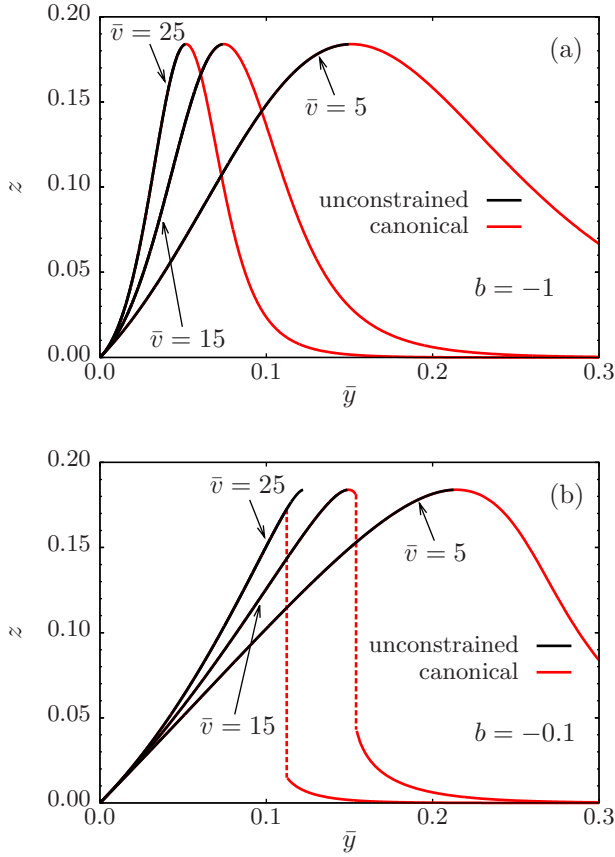 v̄ = 25
(a)
v̄ = 5
v̄ = 15
unconstrained
canonical
b = −1
z
0.20
0.15
0.10
0.05
0.00
0.0 0.1 0.2 0.3
ȳ
v̄ = 25
(b)
v̄ = 5
v̄ = 15
unconstrained
canonical
b = −0.1
z
0.20
0.15
0.10
0.05
0.00
0.0 0.1 0.2 0.3
ȳ